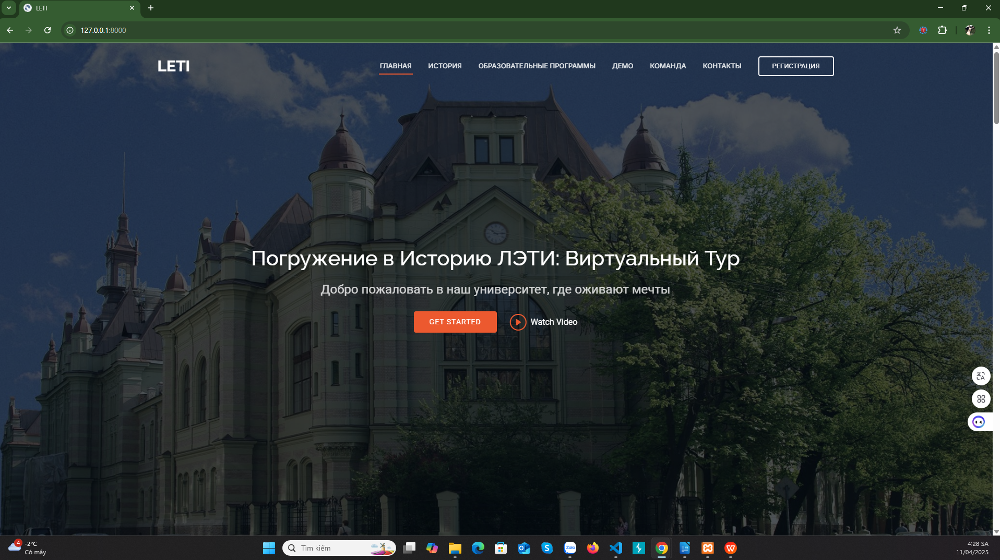 LETI
127.0.0.1:8000
LETI
ГЛАВНАЯ
ИСТОРИЯ
ОБРАЗОВАТЕЛЬНЫЕ ПРОГРАММЫ
ДЕМО
КОМАНДА
КОНТАКТЫ
РЕГИСТРАЦИЯ
Погружение в Историю ЛЭТИ: Виртуальный Тур
Добро пожаловать в наш университет, где оживают мечты
GET STARTED
Watch Video
4
-2°C
Có mây
Tìm kiếm
Zalo
4:28 SA
11/04/2025